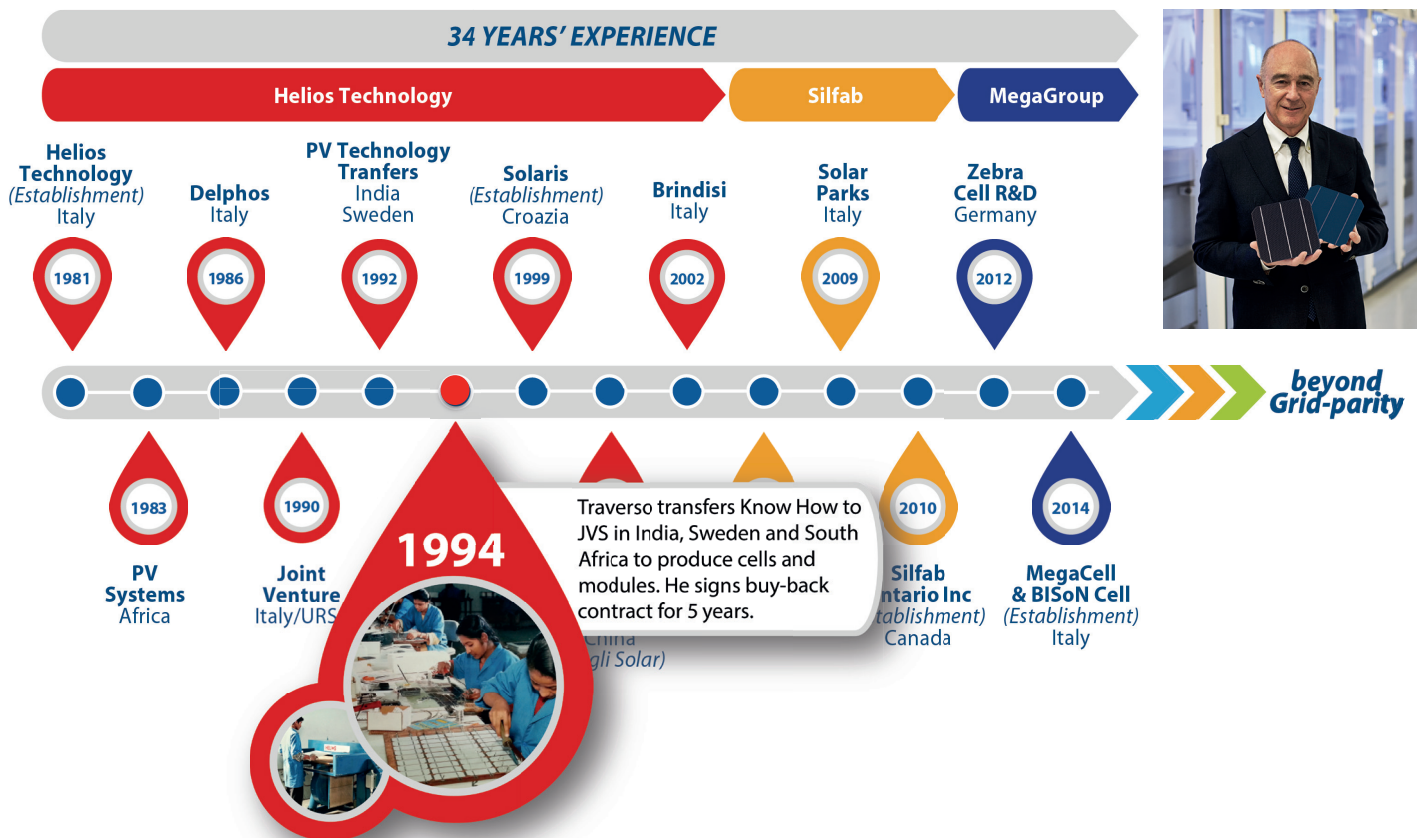 34 YEARS’ EXPERIENCE
Helios Technology
Silfab
MegaGroup
Helios
Technology
(Establishment)
Italy
Delphos
Italy
PV Technology
Tranfers
India
Sweden
Solaris
(Establishment)
Croazia
Brindisi
Italy
Solar
Parks
Italy
Zebra
Cell R&D
Germany
1981
1986
1992
1999
2002
2009
2012
beyond
Grid-parity
1983
1990
2010
2014
PV
Systems
Africa
Joint
Venture
Italy/URS
1994
Traverso transfers Know How to
JVS in India, Sweden and South
Africa to produce cells and
modules. He signs buy-back
contract for 5 years.
China
Solar)
Silfab
Inc
Canada
MegaCell
& BISoN Cell
(Establishment)
Italy